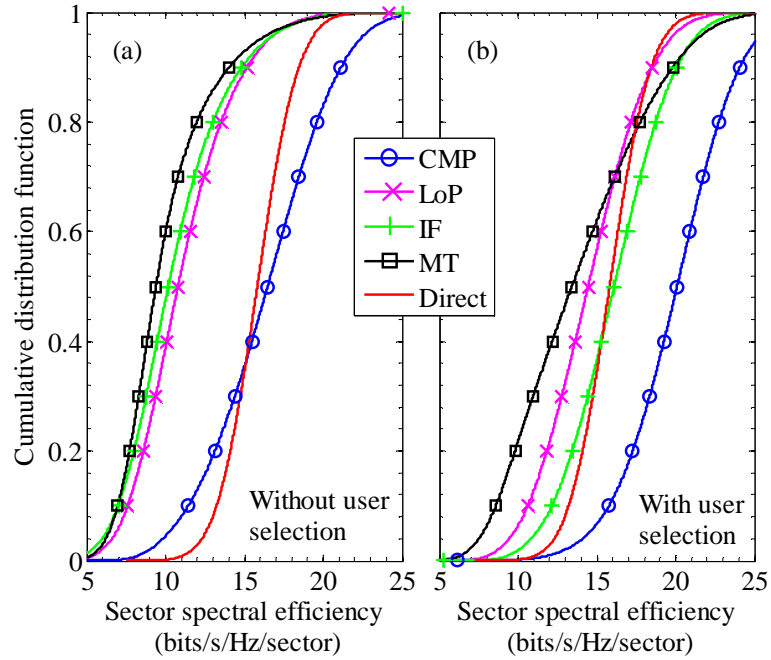 (a)
(b)
1
0.8
0.6
0.4
0.2
0
Cumulative distribution function
CMP
LoP
IF
MT
Direct
Without user
selection
With user
selection
5 10 15 20 25
5 10 15 20 25
Sector spectral efficiency
(bits/s/Hz/sector)
Sector spectral efficiency
(bits/s/Hz/sector)